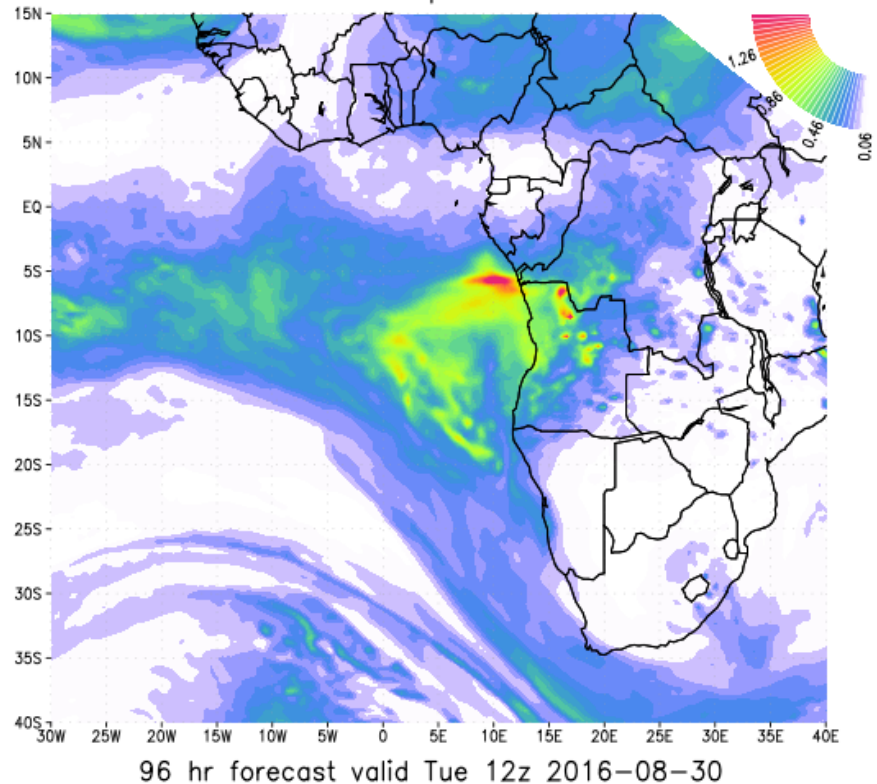 15N
10N
5N
EQ
5S
10S
15S
20S
25S
30S
35S
40S
30W 25W 20W 15W 10W 5W 0 5E 10E 15E 20E 25E 30E 35E 40E
1.26
0.86
0.46
0.06
96 hr forecast valid Tue 12z 2016-08-30